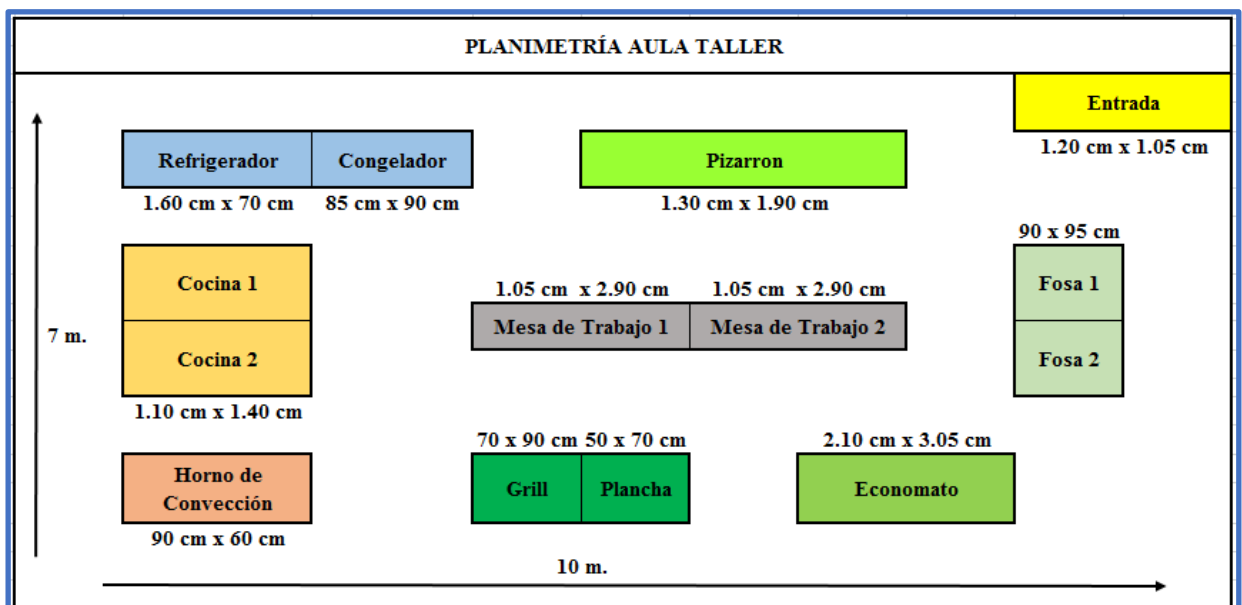 PLANIMETRÍA AULA TALLER
Entrada
1.20 cm x 1.05 cm
Refrigerador
Congelador
Pizarron
1.60 cm x 70 cm
85 cm x 90 cm
1.30 cm x 1.90 cm
90 x 95 cm
Cocina 1
Fosa 1
1.05 cm  x 2.90 cm
1.05 cm  x 2.90 cm
Mesa de Trabajo 1
Mesa de Trabajo 2
7 m.
Cocina 2
Fosa 2
1.10 cm x 1.40 cm
70 x 90 cm
50 x 70 cm
2.10 cm x 3.05 cm
Horno de
Convección
Grill
Plancha
Economato
90 cm x 60 cm
10 m.